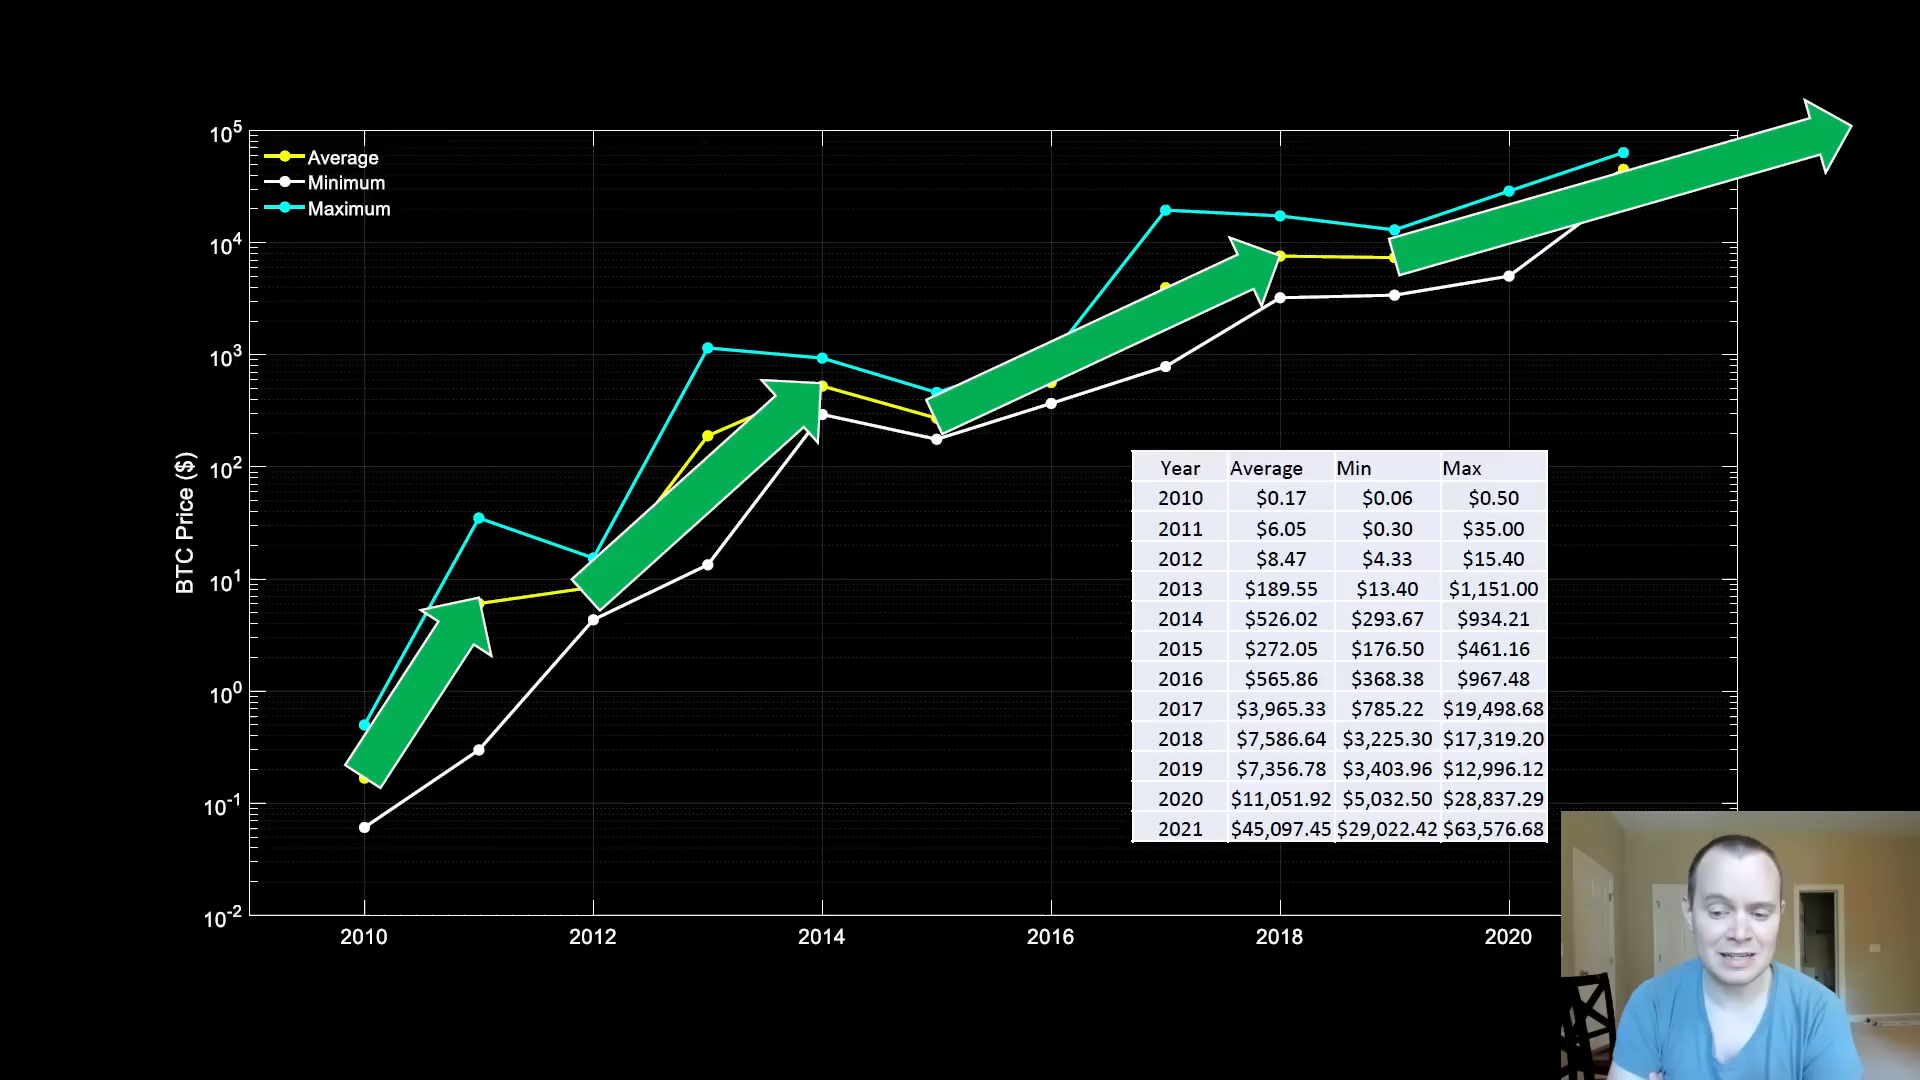 10^5
10^4
10^3
10^2
10^1
10^0
10^-1
10^-2
BTC Price ($)
Average
Minimum
Maximum
2010 2012 2014 2016 2018 2020
Year Average Min Max
2010 $0.17 $0.06 $0.50
2011 $6.05 $0.30 $35.00
2012 $8.47 $4.33 $15.40
2013 $189.55 $13.40 $1,151.00
2014 $526.02 $293.67 $934.21
2015 $272.05 $176.50 $461.16
2016 $565.86 $368.38 $967.48
2017 $3,965.33 $785.22 $19,498.68
2018 $7,586.64 $3,225.30 $17,319.20
2019 $7,356.78 $3,403.96 $12,996.12
2020 $11,051.92 $5,032.50 $28,837.29
2021 $45,097.45 $29,022.42 $63,576.68